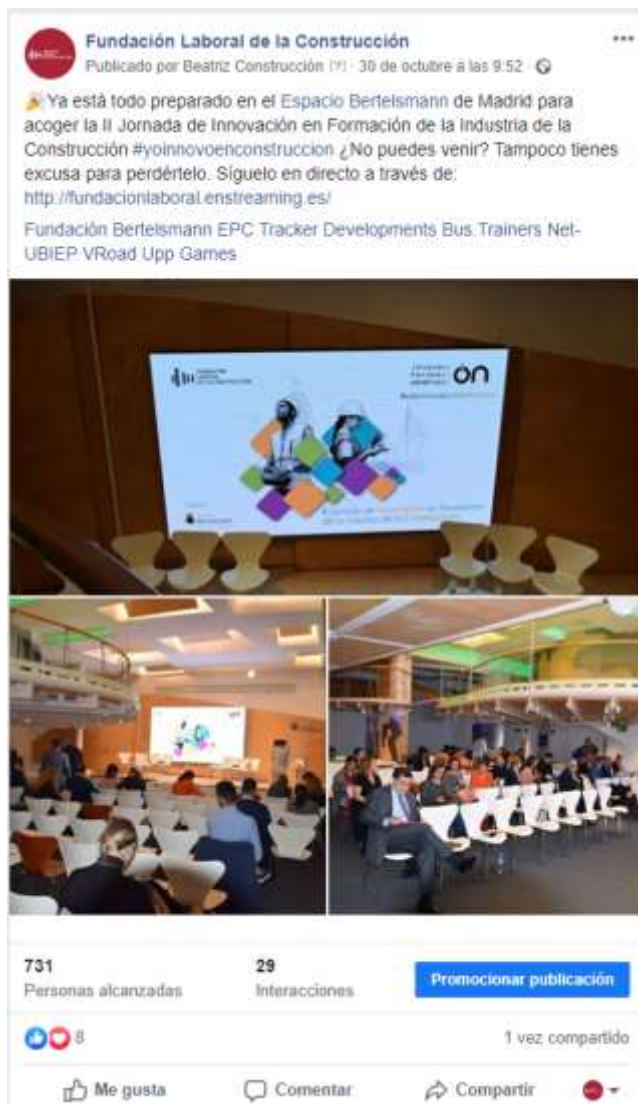 Fundación Laboral de la Construcción
Publicado por Beatriz Construcción [?] · 30 de octubre a las 9:52 ·
Ya está todo preparado en el Espacio Bertelsmann de Madrid para
acoger la II Jornada de Innovación en Formación de la Industria de la
Construcción #yoinnovoenconstruccion ¿No puedes venir? Tampoco tienes
excusa para perdértelo. Síguelo en directo a través de:
http://fundacionlaboral.enstreaming.es/
Fundación Bertelsmann EPC Tracker Developments Bus Trainers Net-
UBIEP VRoad Upp Games
ON
731
Personas alcanzadas
29
Interacciones
Promocionar publicación
8
1 vez compartido
Me gusta
Comentar
Compartir